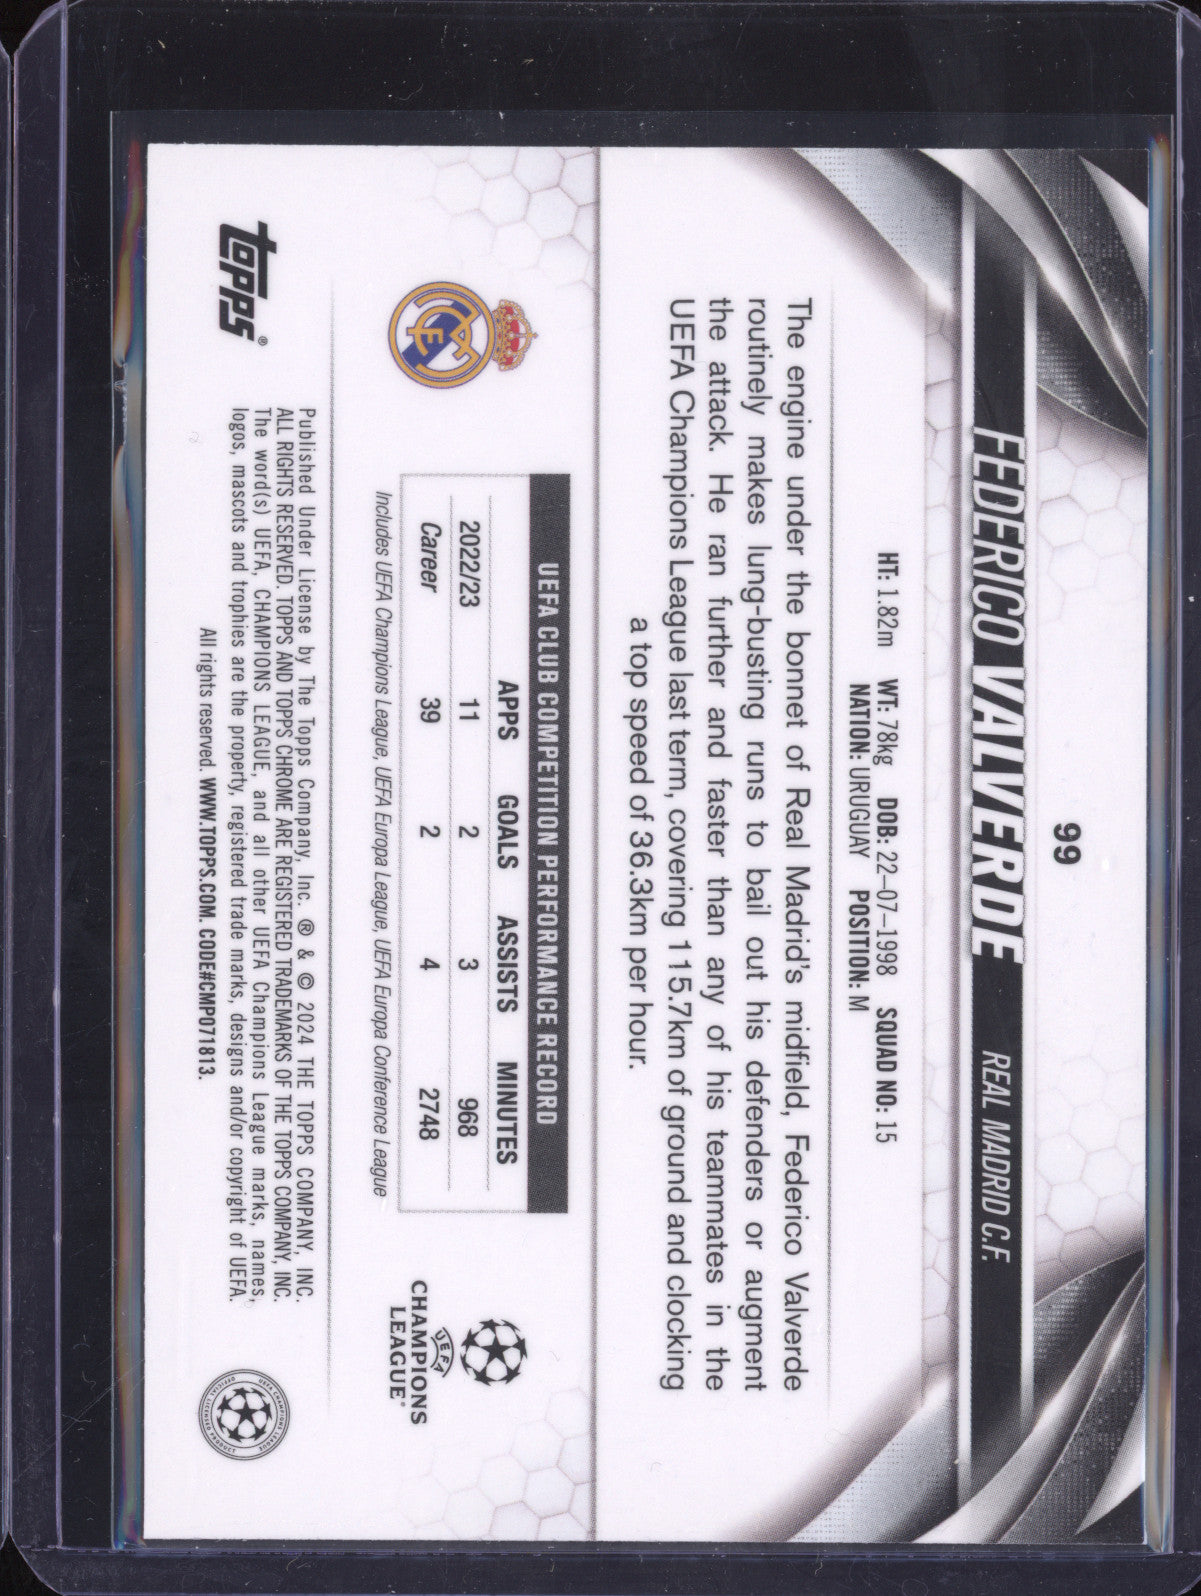 99
FEDERICO VALVERDE REAL MADRID C.F.
HT: 1.82m WT: 78kg DOB: 22–07–1998 SQUAD NO: 15
NATION: URUGUAY POSITION: M
The engine under the bonnet of Real Madrid's midfield, Federico Valverde
routinely makes lung-busting runs to bail out his defenders or augment
the attack. He ran further and faster than any of his teammates in the
UEFA Champions League last term, covering 115.7km of ground and clocking
a top speed of 36.3km per hour.
UEFA CLUB COMPETITION PERFORMANCE RECORD
APPS GOALS ASSISTS MINUTES
2022/23 11 2 3 968
Career 39 2 4 2748
Includes UEFA Champions League, UEFA Europa League, UEFA Europa Conference League
UEFA
CHAMPIONS
LEAGUE®
topps®
Published Under License by The Topps Company, Inc. ® & © 2024 THE TOPPS COMPANY, INC.
ALL RIGHTS RESERVED. TOPPS AND TOPPS CHROME ARE REGISTERED TRADEMARKS OF THE TOPPS COMPANY, INC.
The word(s) UEFA, CHAMPIONS LEAGUE, and all other UEFA Champions League marks, names,
logos, mascots and trophies are the property, registered trade marks, designs and/or copyright of UEFA.
All rights reserved. WWW.TOPPS.COM. CODE#CMP071813.
UEFA CHAMPIONS LEAGUE
OFFICIAL LICENSED PRODUCT